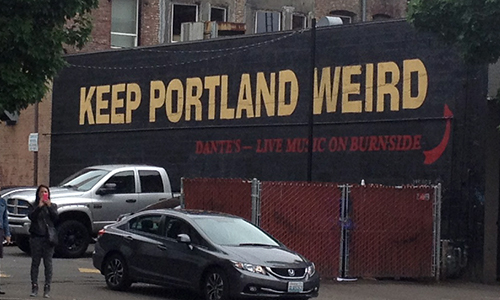 KEEP PORTLAND WEIRD
DANTE'S — LIVE MUSIC ON BURNSIDE